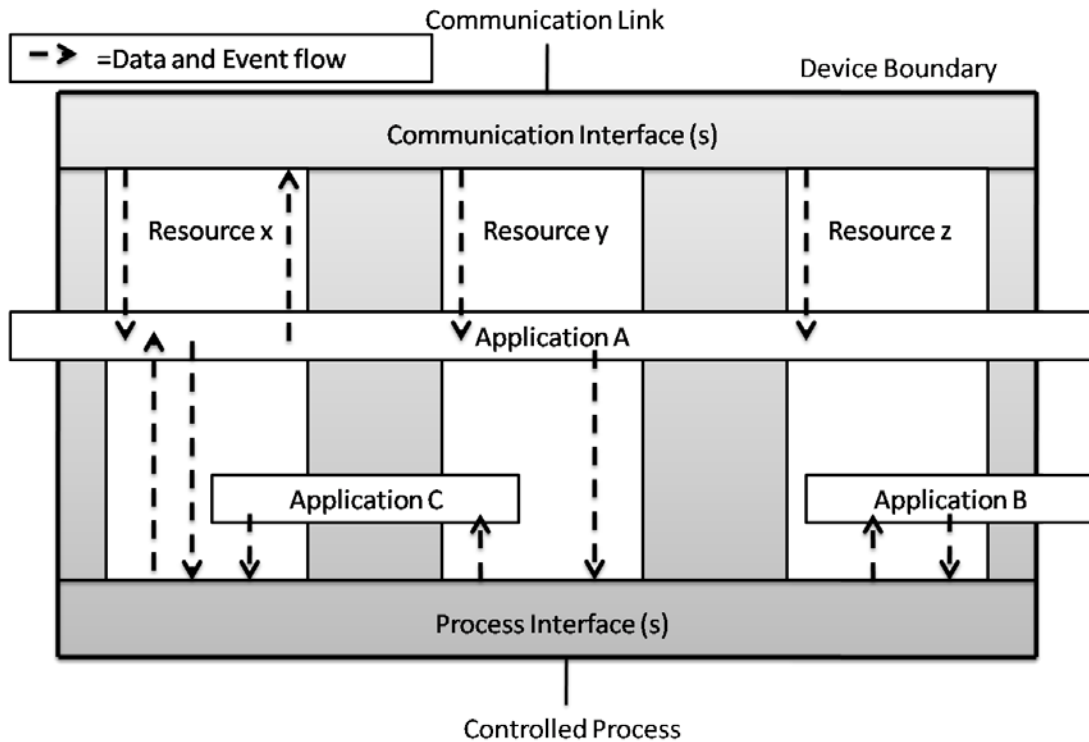 Communication Link
=Data and Event flow
Device Boundary
Communication Interface (s)
Resource x
Resource y
Resource z
Application A
Application C
Application B
Process Interface (s)
Controlled Process